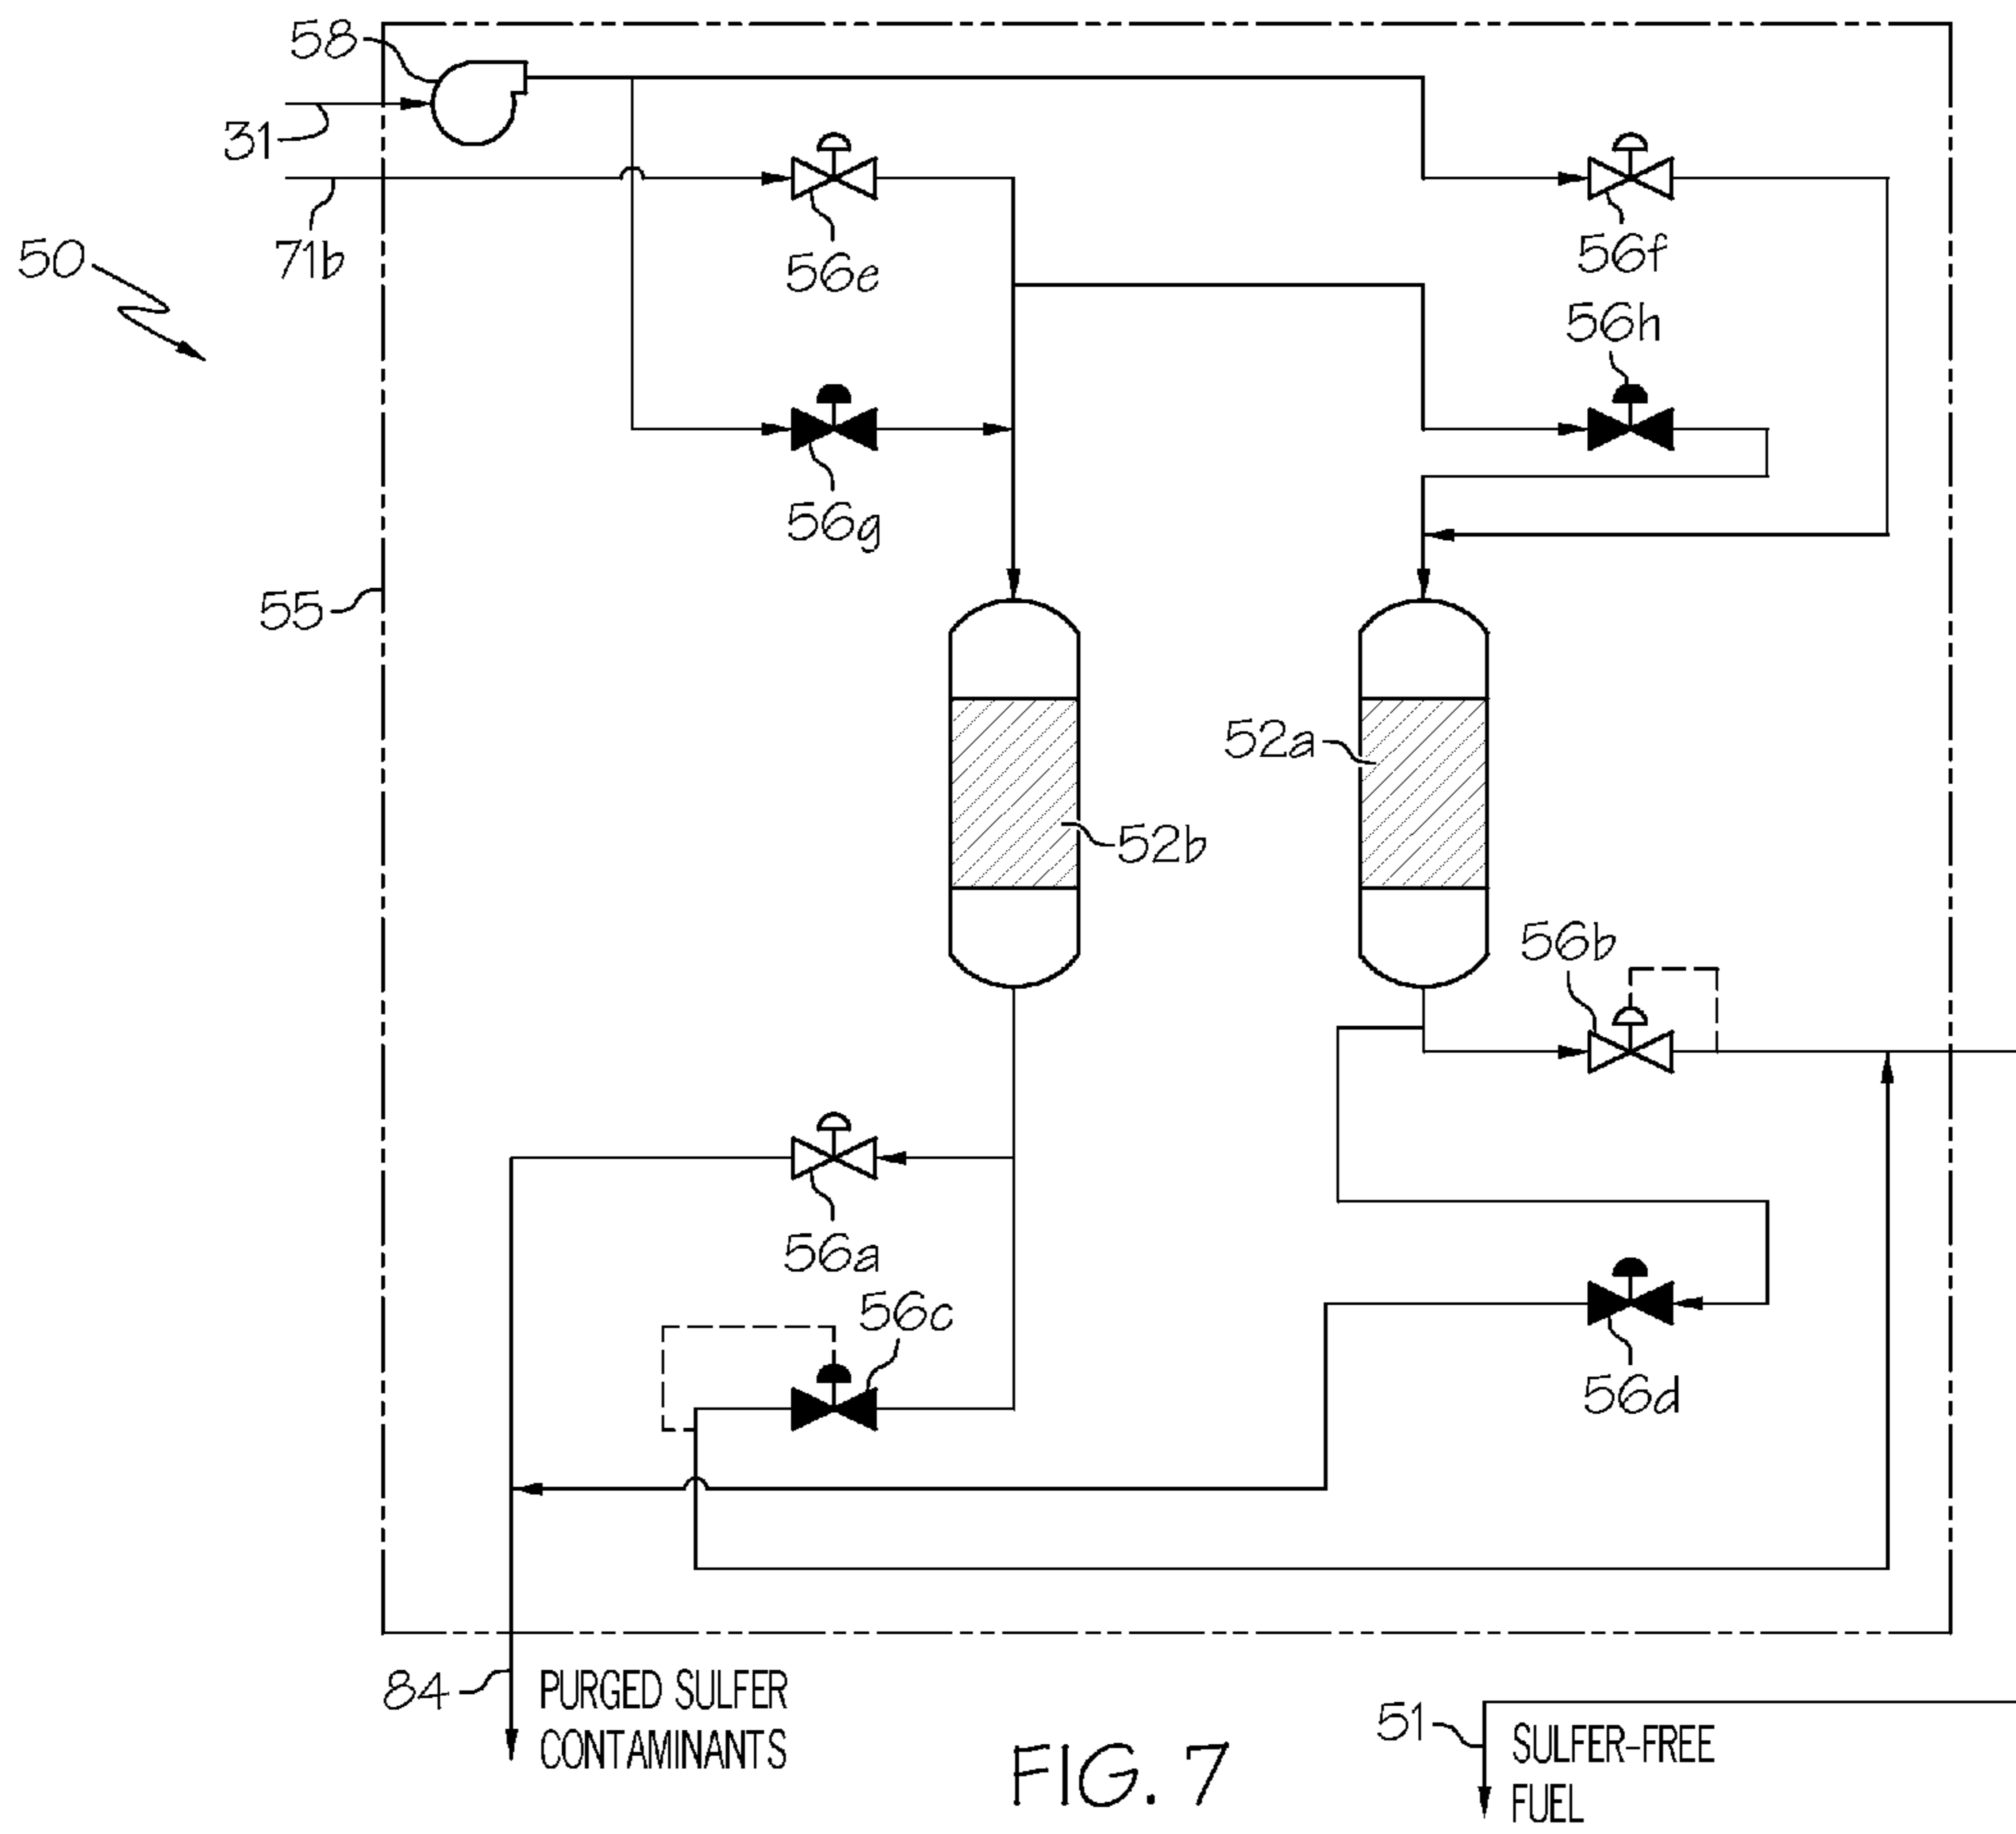 58
31
71b
50
56e
56f
56h
56g
55
52a
52b
56b
56a
56c
56d
84
PURGED SULFER
CONTAMINANTS
51
SULFER-FREE
FUEL
FIG. 7